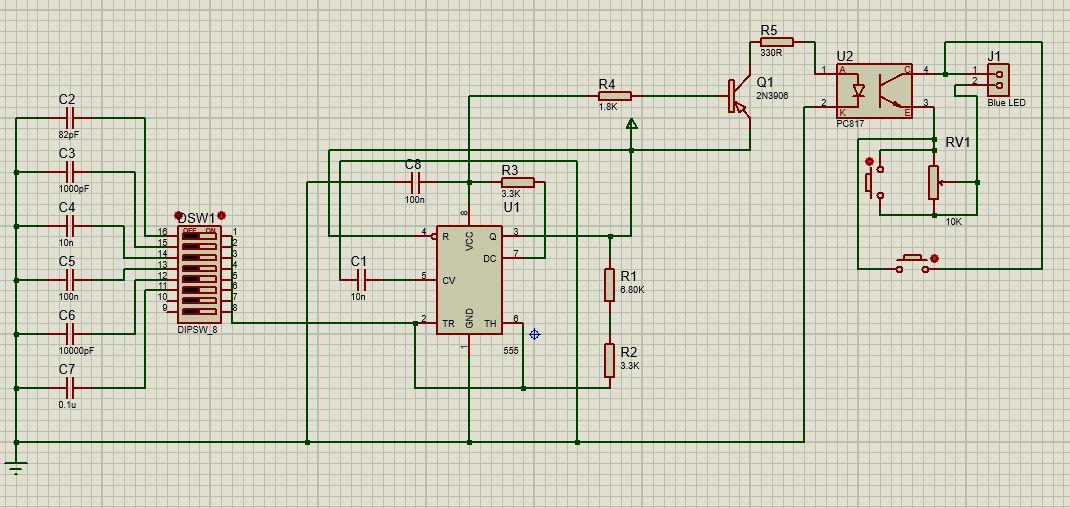 R5
330R
U2
J1
1 A C 4
1
2
Blue LED
2 K E 3
PC817
R4
1.8K
Q1
2N3906
C2
82pF
C3
1000pF
C4
10n
C5
100n
C6
10000pF
C7
0.1u
DSW1
OFF ON
16 1
15 2
14 3
13 4
12 5
11 6
10 7
9 8
DIPSW_8
C8
100n
R3
3.3K
U1
8
4 R VCC Q 3
DC 7
C1
10n
5 CV
2 TR GND TH 6
1
555
R1
6.80K
R2
3.3K
RV1
10K